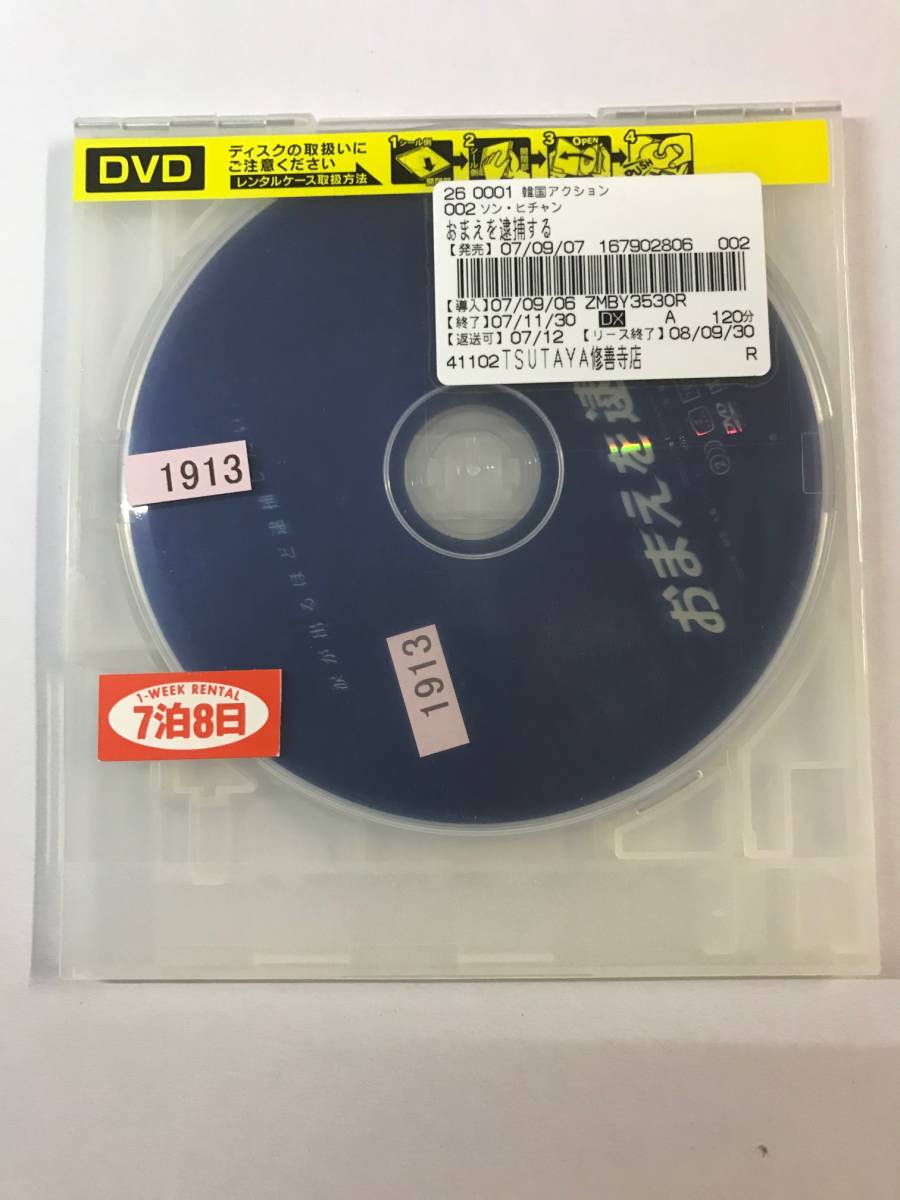 DVD
ディスクの取扱いに
ご注意ください
レンタルケース取扱方法
1 シール側
2
3 OPEN
4
PUSH
26 0001 韓国アクション
002 ソン・ヒチャン
おまえを逮捕する
【発売】07/09/07 167902806 002
【導入】07/09/06 ZMBY3530R
【終了】07/11/30 DX A 120分
【返送可】07/12 【リース終了】08/09/30
41102 TSUTAYA修善寺店 R
おまえを逮
1913
1913
1-WEEK RENTAL
7泊8日